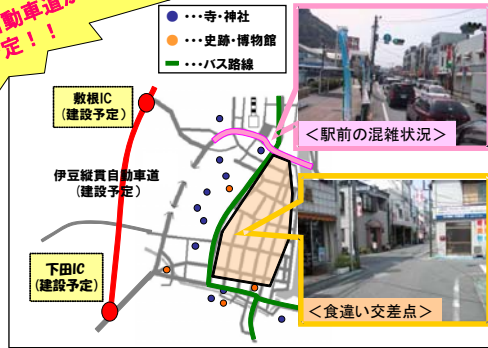 動車道が
定！！
●・・・寺・神社
●・・・史跡・博物館
・・・バス路線
敷根IC
(建設予定)
伊豆縦貫自動車道
(建設予定)
下田IC
(建設予定)
＜駅前の混雑状況＞
＜食違い交差点＞